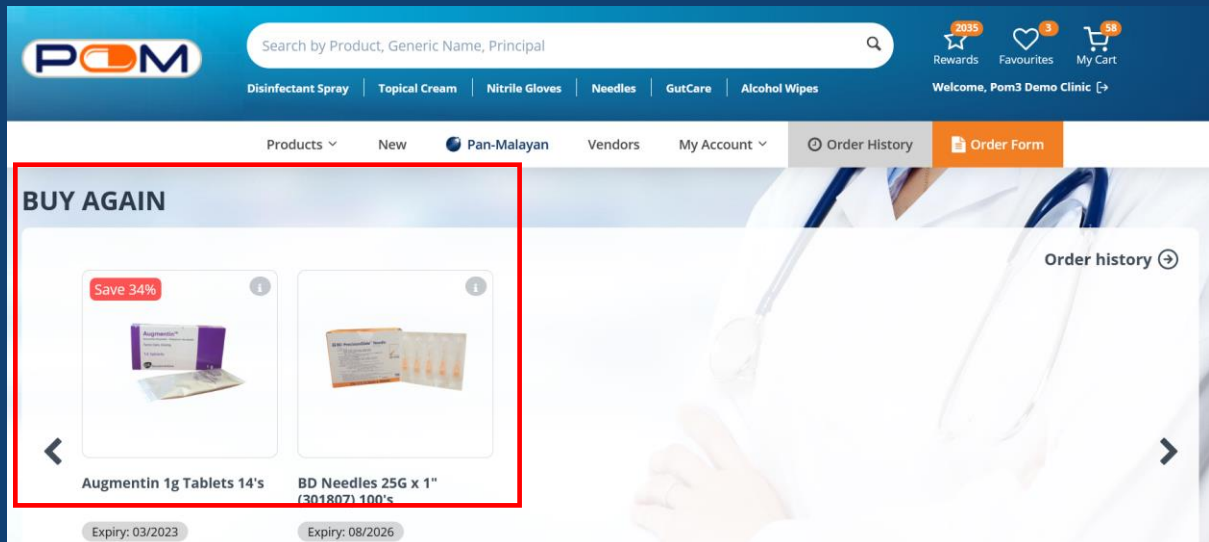 POM
Search by Product, Generic Name, Principal
2035
3
58
Rewards
Favourites
My Cart
Disinfectant Spray
Topical Cream
Nitrile Gloves
Needles
GutCare
Alcohol Wipes
Welcome, Pom3 Demo Clinic
Products
New
Pan-Malayan
Vendors
My Account
Order History
Order Form
BUY AGAIN
Order history
Save 34%
Augmentin
14 tablets
Augmentin 1g Tablets 14's
BD Needles 25G x 1"
(301807) 100's
Expiry: 03/2023
Expiry: 08/2026